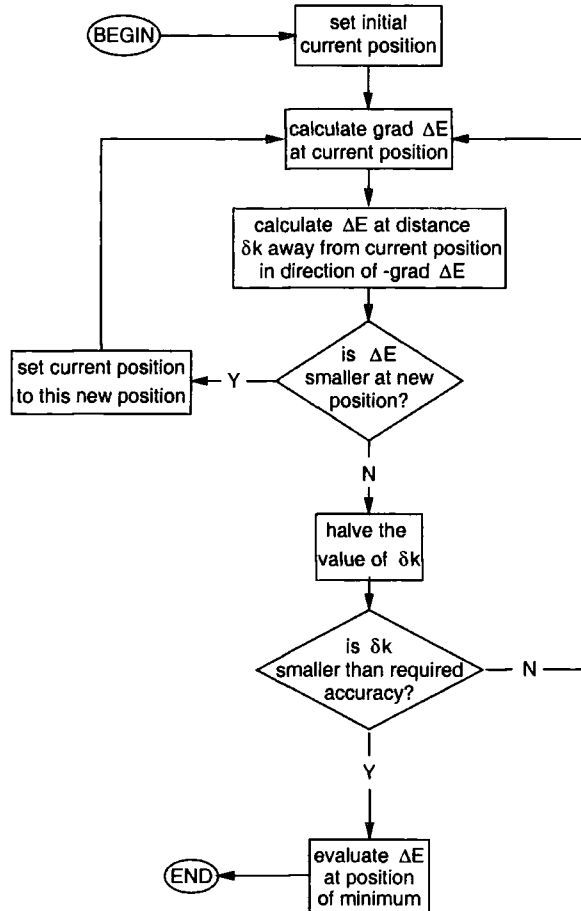 BEGIN
set initial
current position
calculate grad ΔE
at current position
calculate ΔE at distance
δk away from current position
in direction of -grad ΔE
is ΔE
smaller at new
position?
Y
set current position
to this new position
N
halve the
value of δk
is δk
smaller than required
accuracy?
N
Y
evaluate ΔE
at position
of minimum
END